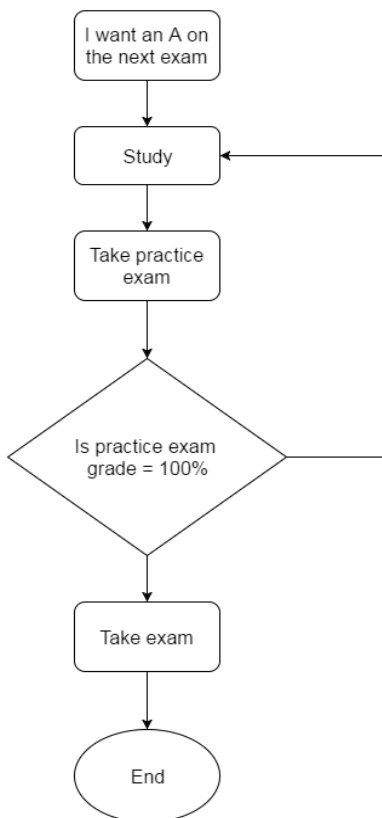 I want an A on
the next exam
Study
Take practice
exam
Is practice exam
grade = 100%
Take exam
End